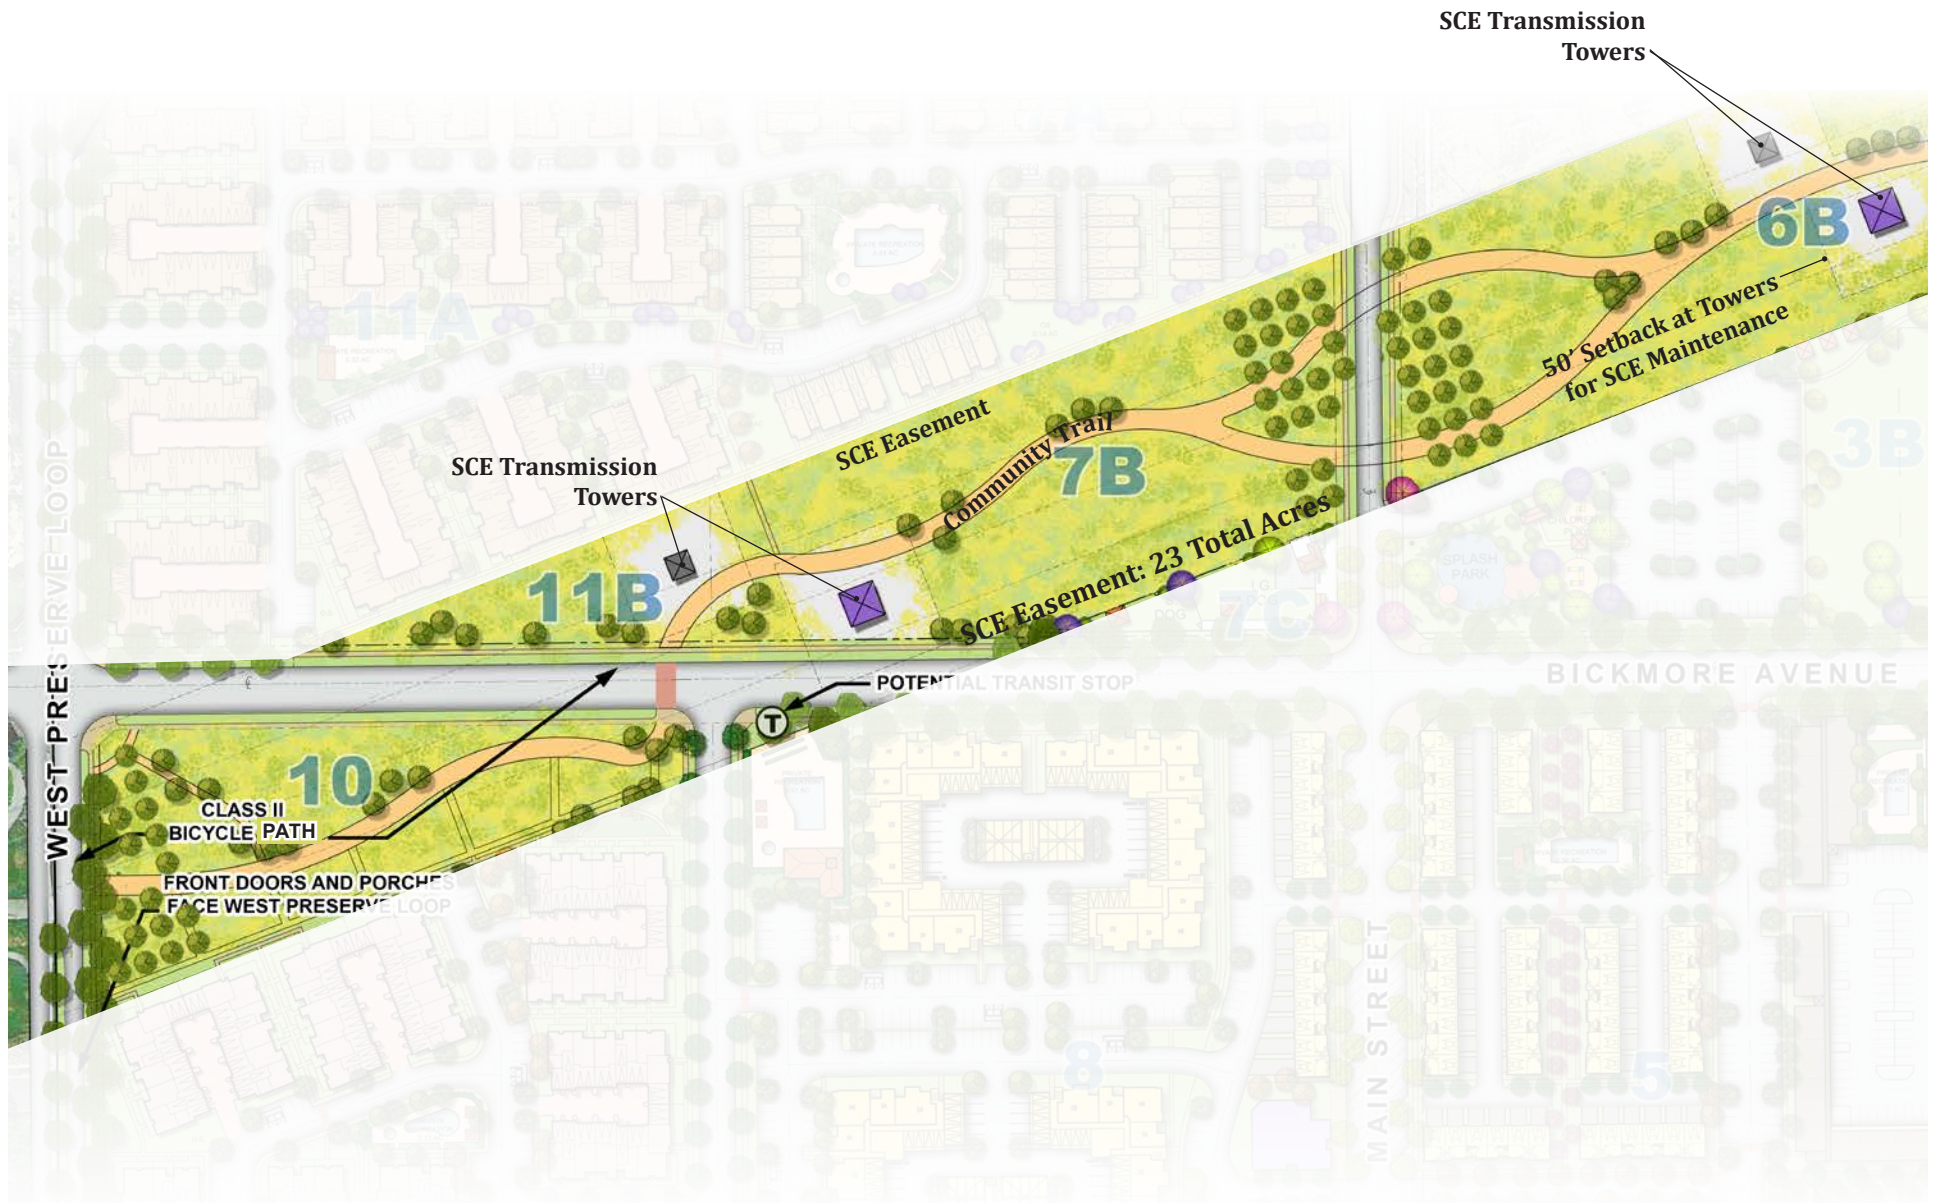 SCE Transmission
Towers
6B
11A
50' Setback at Towers
for SCE Maintenance
SCE Easement
Community Trail
7B
3B
SCE Transmission
Towers
SCE Easement: 23 Total Acres
SPLASH
PARK
11B
DOG
7C
WEST PRESERVE LOOP
POTENTIAL TRANSIT STOP
BICKMORE AVENUE
T
10
CLASS II
BICYCLE PATH
FRONT DOORS AND PORCHES
FACE WEST PRESERVE LOOP
MAIN STREET
8
5